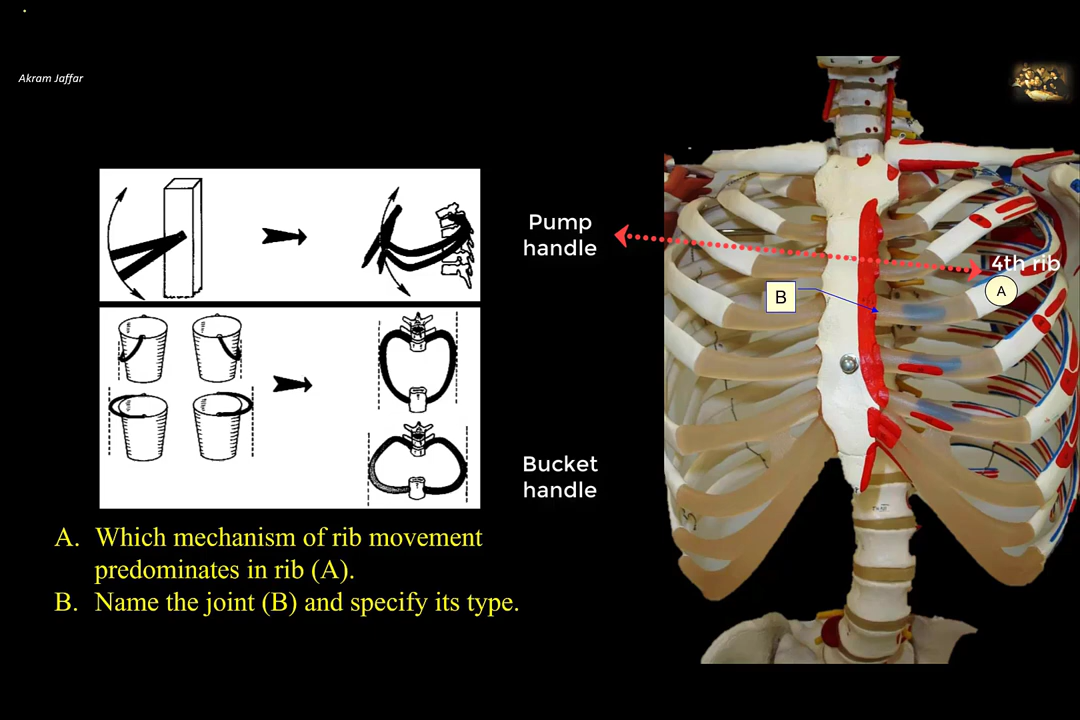 Akram Jaffar
Pump
handle
4th rib
A
B
Bucket
handle
A. Which mechanism of rib movement
predominates in rib (A).
B. Name the joint (B) and specify its type.